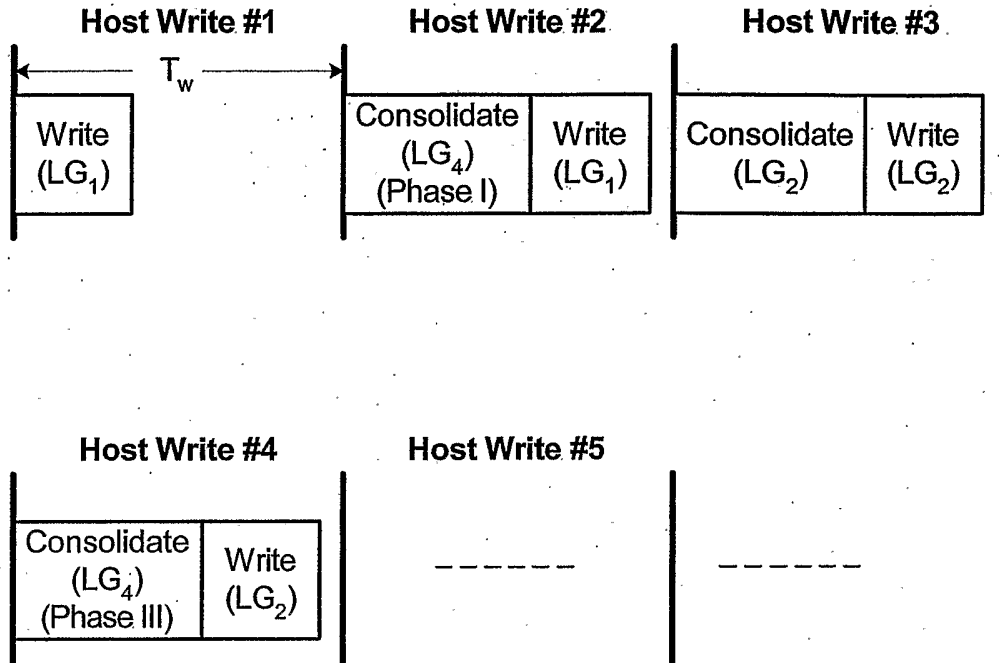 Host Write #1 Host Write #2 Host Write #3
T_w
Write
(LG₁)
Consolidate
(LG₄)
(Phase I)
Write
(LG₁)
Consolidate
(LG₂)
Write
(LG₂)
Host Write #4 Host Write #5
Consolidate
(LG₄)
(Phase III)
Write
(LG₂)